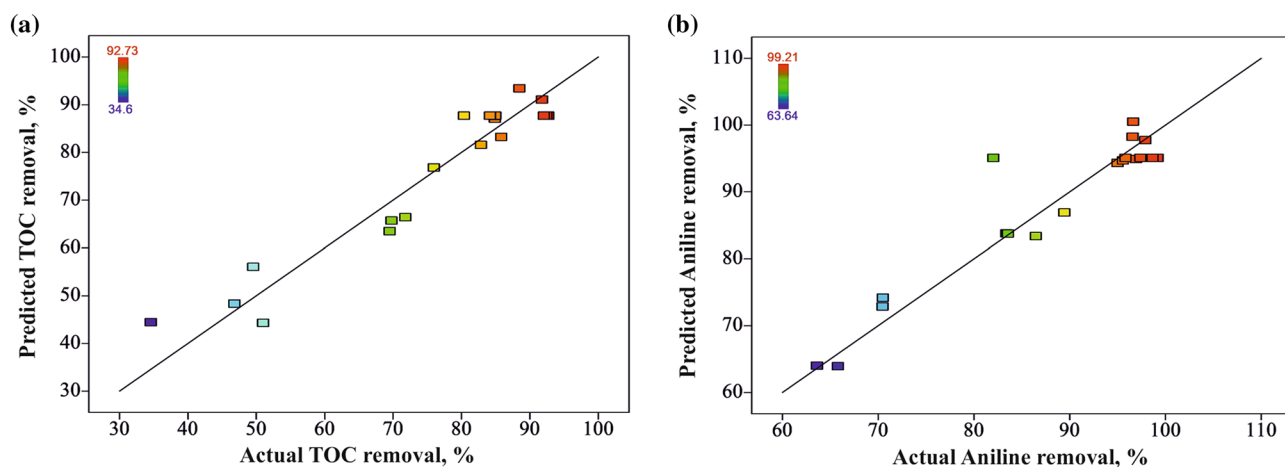 (a)
92.73
34.6
Predicted TOC removal, %
100
90
80
70
60
50
40
30
30 40 50 60 70 80 90 100
Actual TOC removal, %
(b)
99.21
63.64
Predicted Aniline removal, %
110
100
90
80
70
60
60 70 80 90 100 110
Actual Aniline removal, %